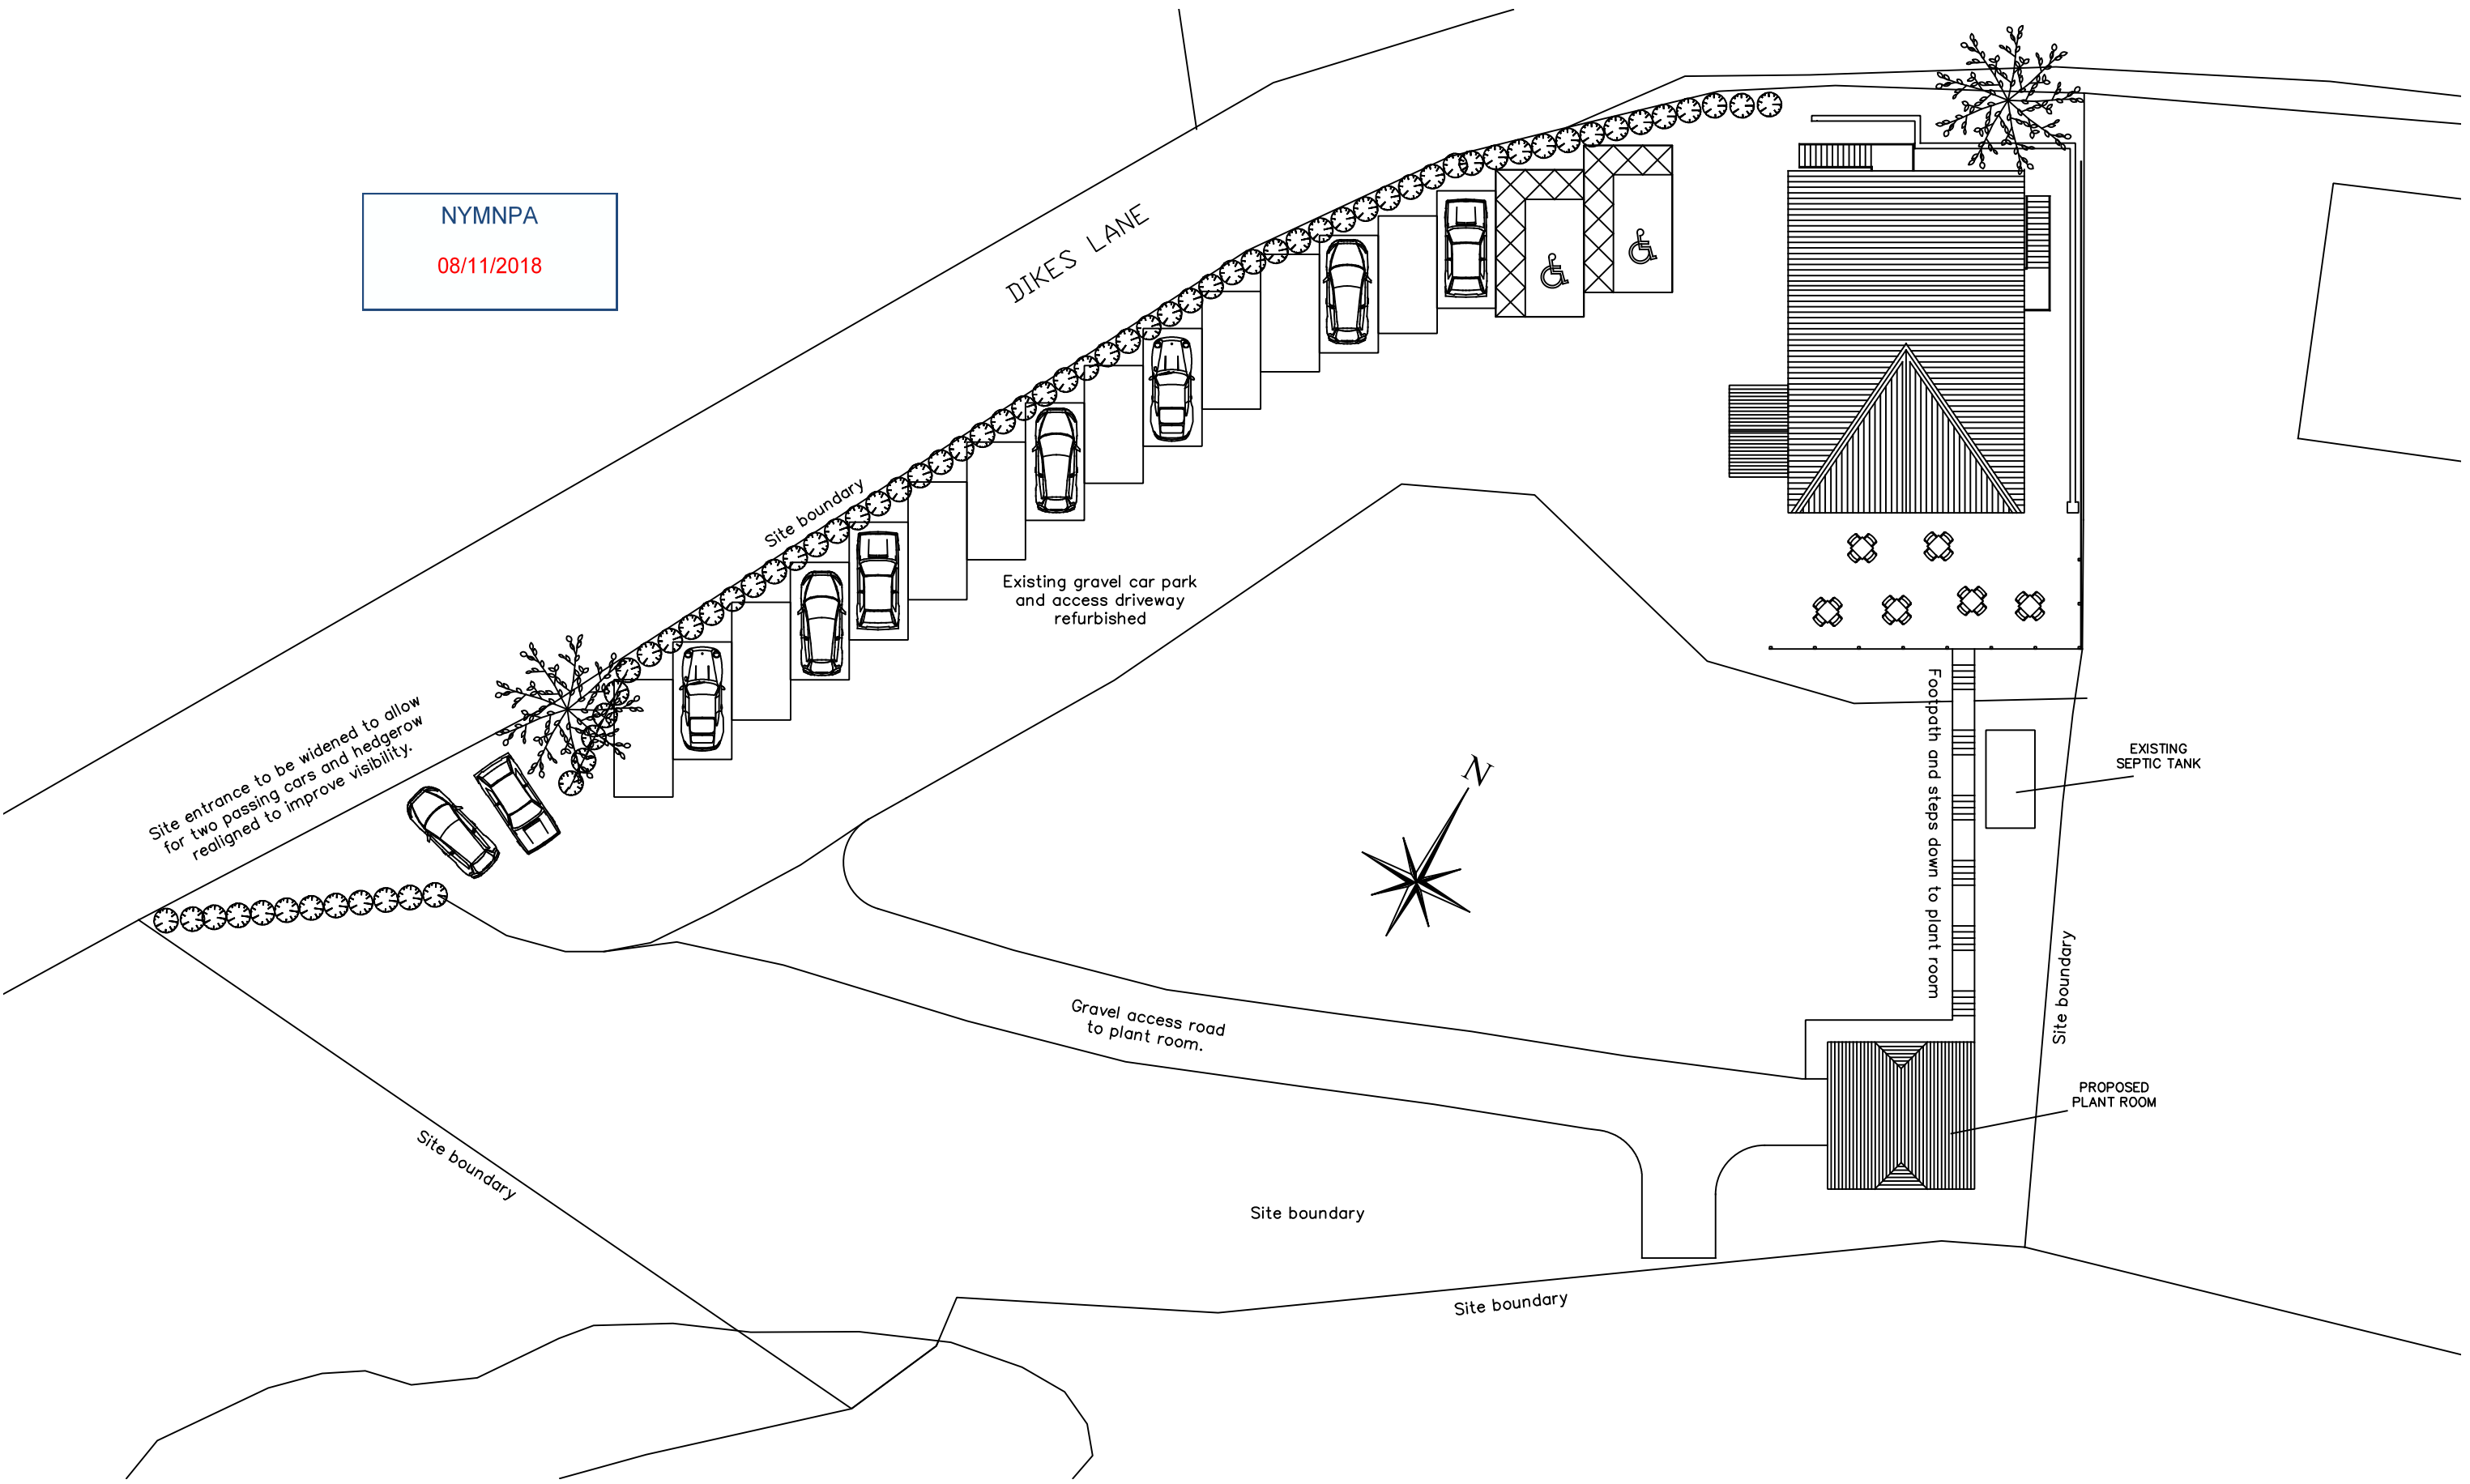 NYMNPA
08/11/2018
DIKES LANE
Site boundary
Existing gravel car park
and access driveway
refurbished
Site entrance to be widened to allow
for two passing cars and hedgerow
realigned to improve visibility.
Footpath and steps down to plant room
EXISTING
SEPTIC TANK
N
Site boundary
Gravel access road
to plant room.
PROPOSED
PLANT ROOM
Site boundary
Site boundary
Site boundary